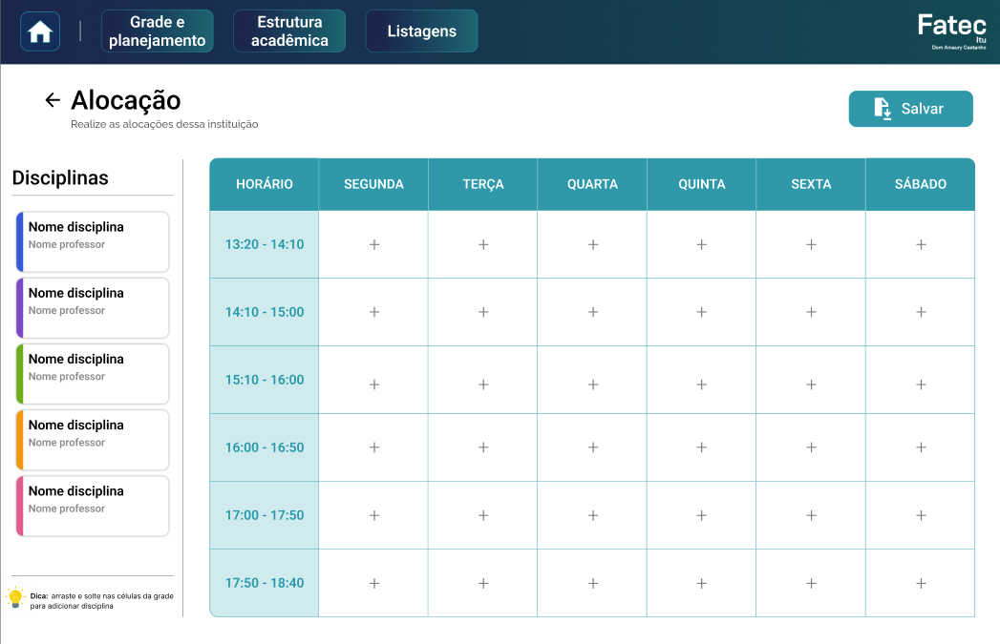 Grade e
planejamento
Estrutura
acadêmica
Listagens
Fatec
Itu
Dom Amaury Castanho
Alocação
Realize as alocações dessa instituição
Salvar
Disciplinas
Nome disciplina
Nome professor
Nome disciplina
Nome professor
Nome disciplina
Nome professor
Nome disciplina
Nome professor
Nome disciplina
Nome professor
Dica: arraste e solte nas células da grade
para adicionar disciplina
HORÁRIO SEGUNDA TERÇA QUARTA QUINTA SEXTA SÁBADO
13:20 - 14:10 + + + + + +
14:10 - 15:00 + + + + + +
15:10 - 16:00 + + + + + +
16:00 - 16:50 + + + + + +
17:00 - 17:50 + + + + + +
17:50 - 18:40 + + + + + +